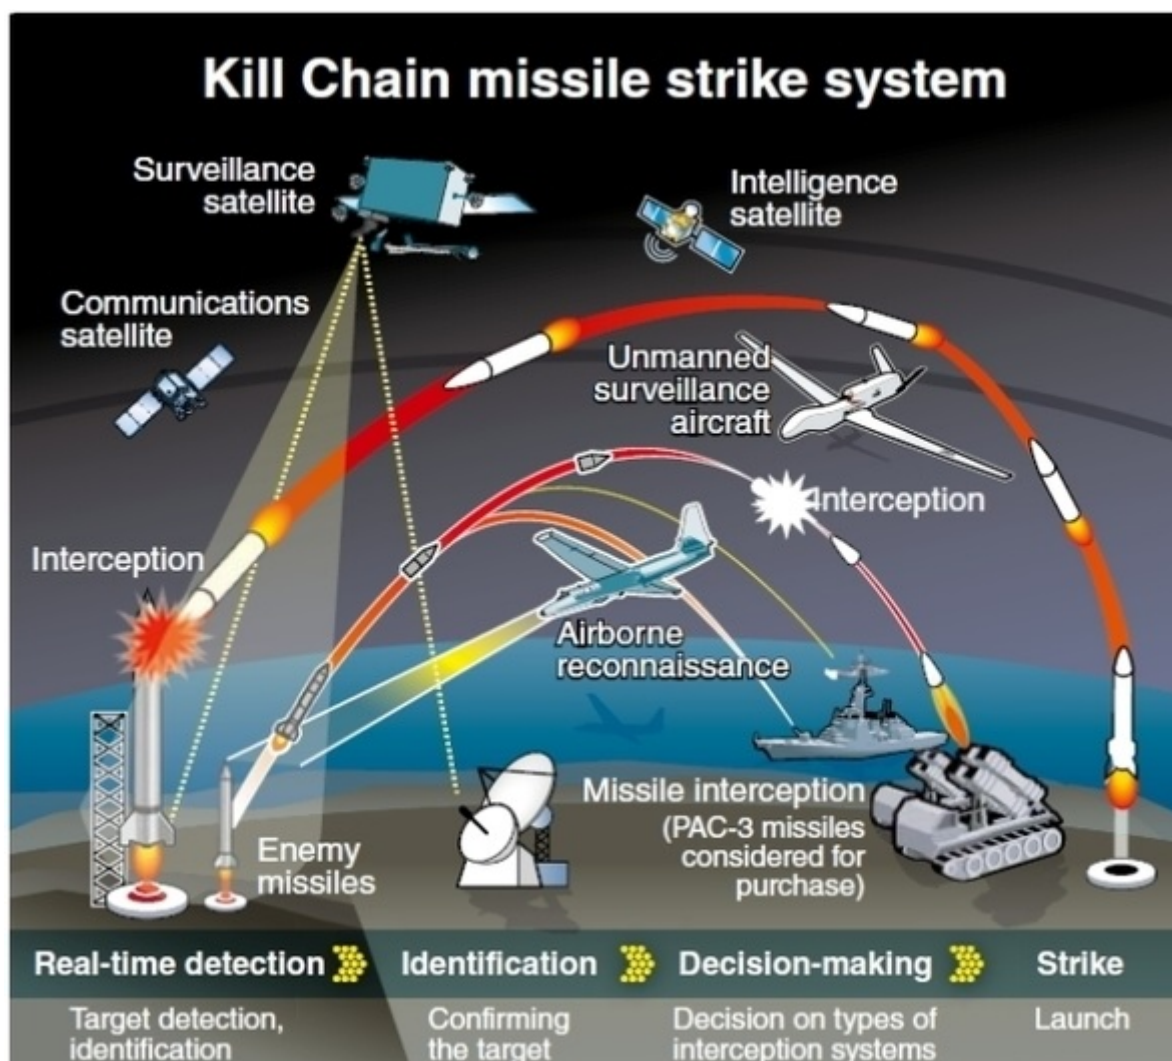 Kill Chain missile strike system
Surveillance
satellite
Intelligence
satellite
Communications
satellite
Unmanned
surveillance
aircraft
Interception
Interception
Airborne
reconnaissance
Missile interception
(PAC-3 missiles
considered for
purchase)
Enemy
missiles
Real-time detection
Identification
Decision-making
Strike
Target detection,
identification
Confirming
the target
Decision on types of
interception systems
Launch